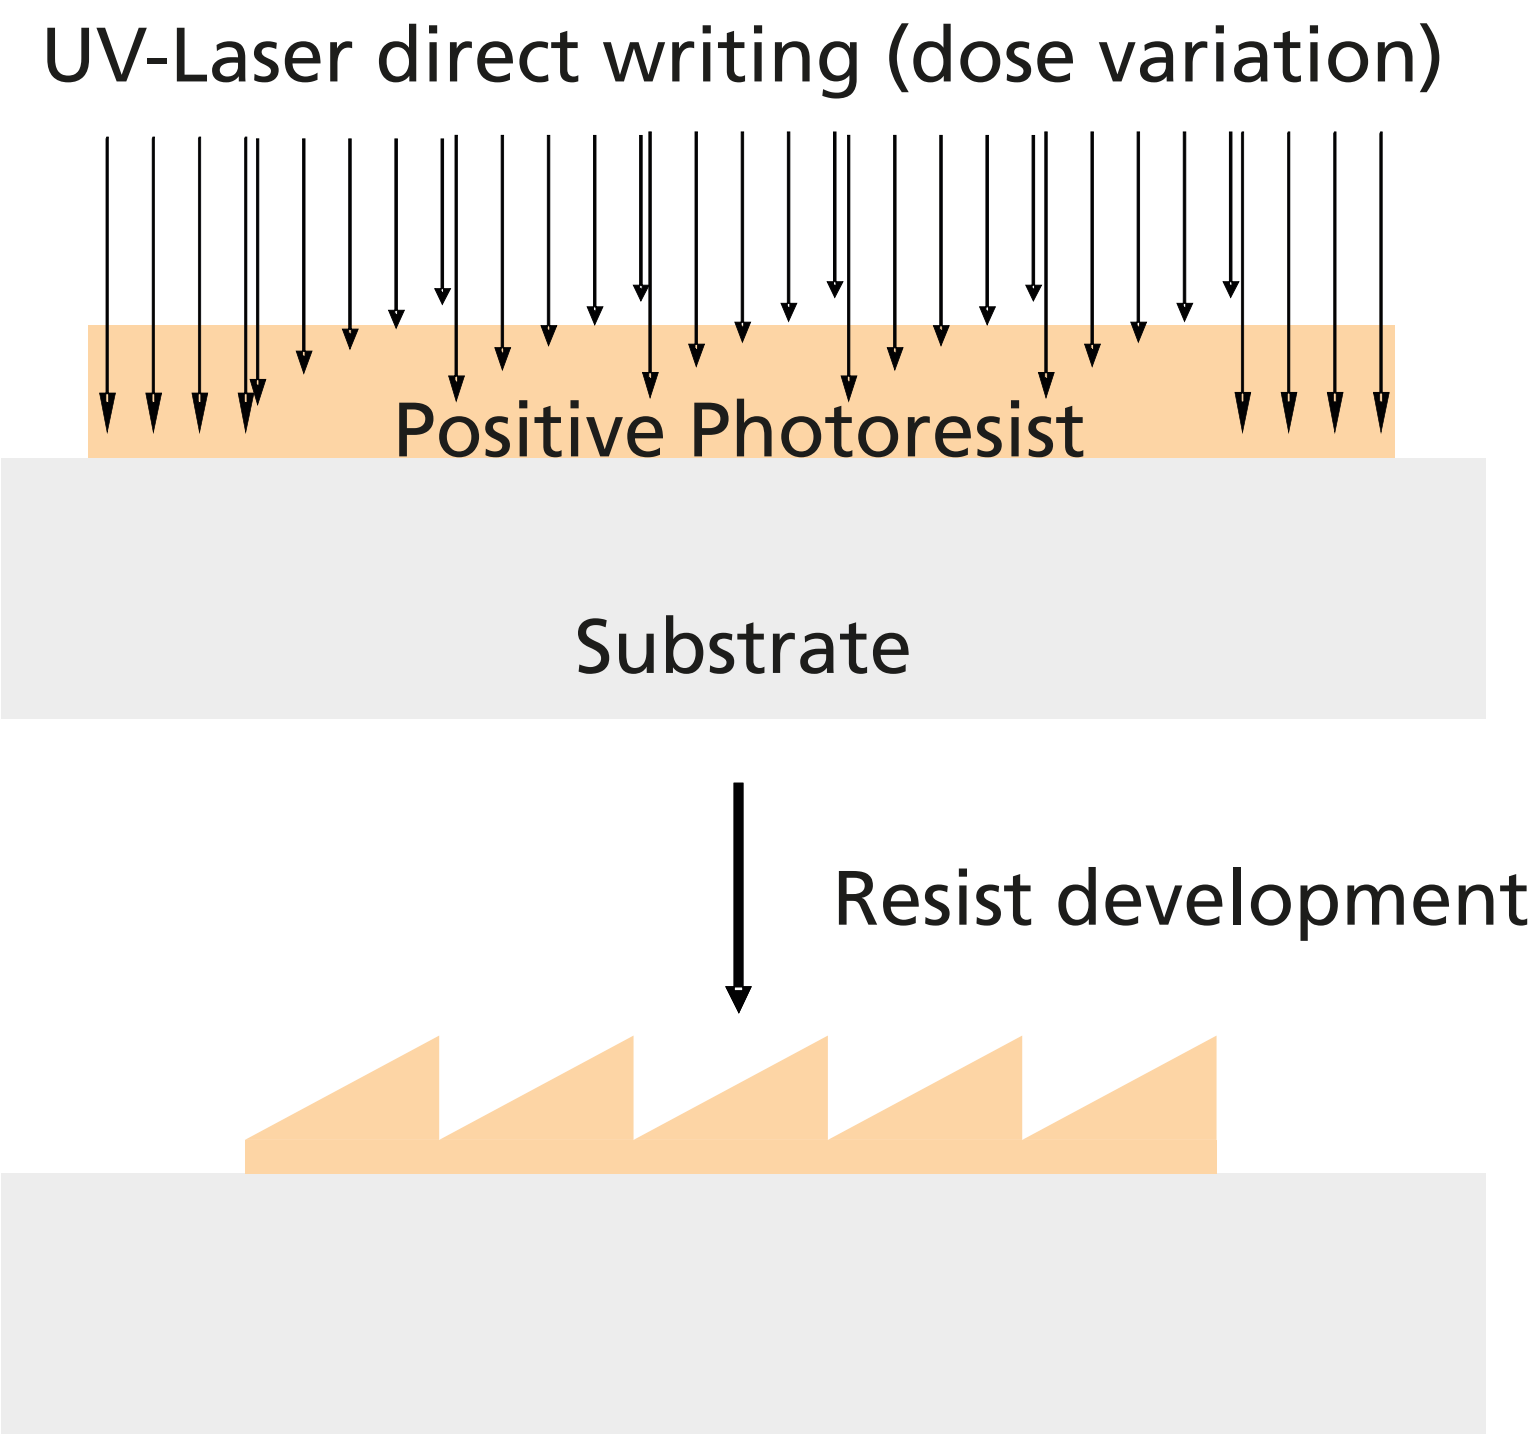 UV-Laser direct writing (dose variation)
Positive Photoresist
Substrate
Resist development